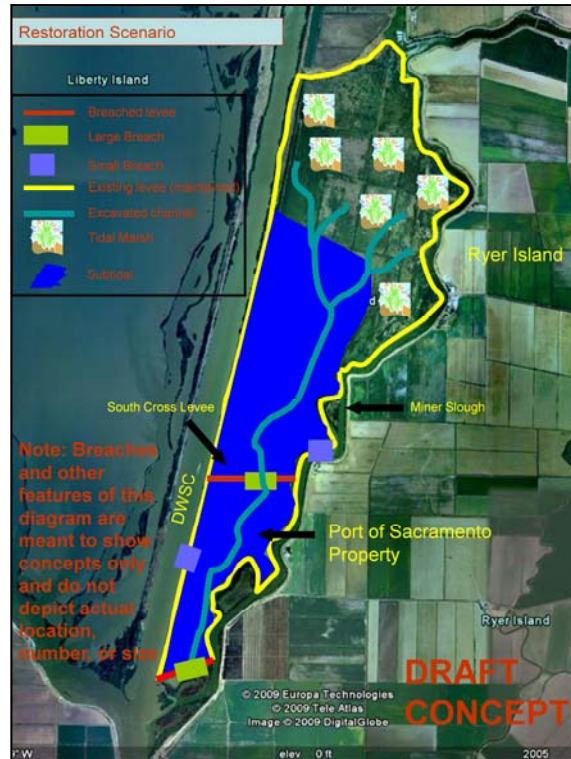 Restoration Scenario
Liberty Island
Breached levee
Large Breach
Small Breach
Existing levee (maintained)
Excavated channel
Tidal Marsh
Subtidal
Ryer Island
d
South Cross Levee
Miner Slough
DWSC
Note: Breaches
and other
features of this
diagram are
meant to show
concepts only
and do not
depict actual
location,
number, or size
Port of Sacramento
Property
Ryer Island
DRAFT
CONCEPT
© 2009 Europa Technologies
© 2009 Tele Atlas
Image © 2009 DigitalGlobe
° W
elev 0 ft
2005